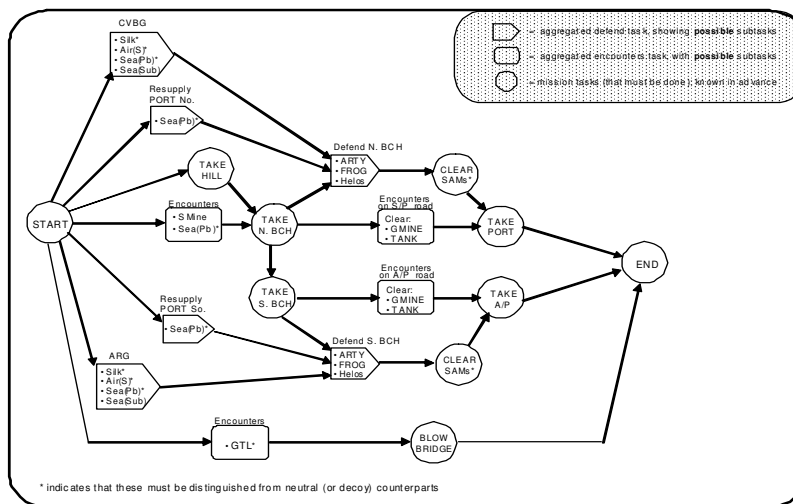 CVBG
• Silk*
• Air(S)*
• Sea(Pb)*
• Sea(Sub)
= aggregated defend task, showing possible subtasks
= aggregated encounters task, with possible subtasks
= mission tasks (that must be done); known in advance
Resupply
PORT No.
• Sea(Pb)*
TAKE
HILL
Defend N. BCH
• ARTY
• FROG
• Helos
CLEAR
SAMs*
Encounters
• SMine
• Sea(Pb)*
START
TAKE
N. BCH
Encounters
on S/P road
Clear:
• GMINE
• TANK
TAKE
PORT
END
TAKE
S. BCH
Encounters
on A/P road
Clear:
• GMINE
• TANK
TAKE
A/P
Resupply
PORT So.
• Sea(Pb)*
Defend S. BCH
• ARTY
• FROG
• Helos
CLEAR
SAMs*
ARG
• Silk*
• Air(S)*
• Sea(Pb)*
• Sea(Sub)
Encounters
• GTL*
BLOW
BRIDGE
* indicates that these must be distinguished from neutral (or decoy) counterparts